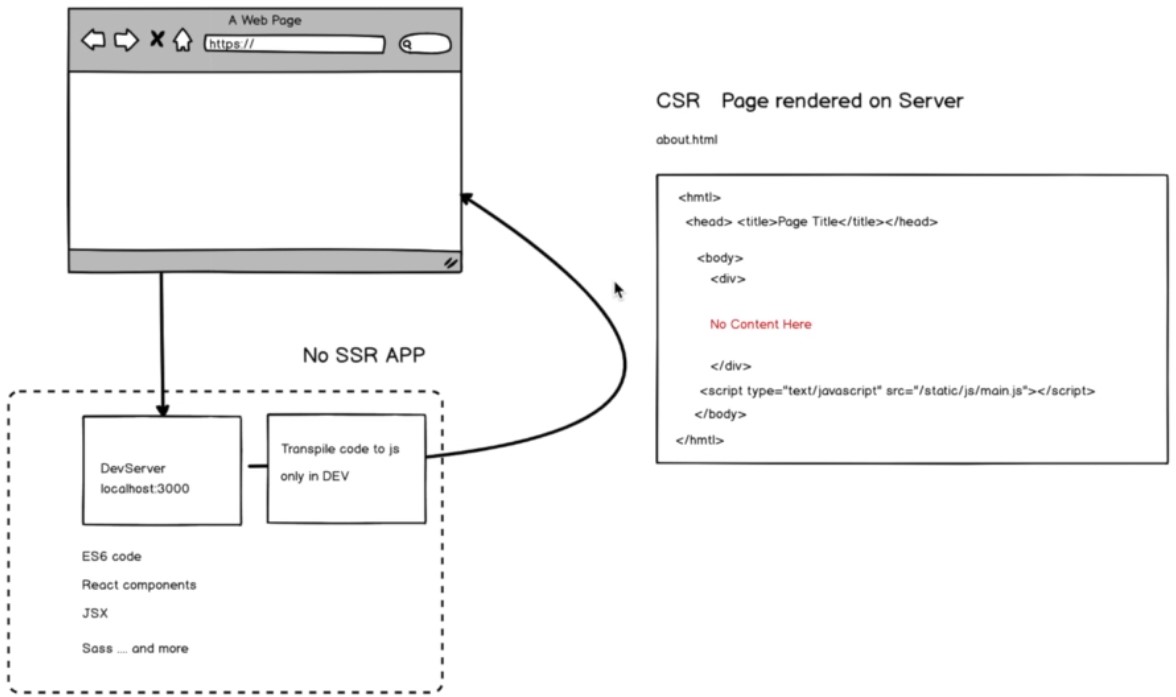 A Web Page
https://
CSR Page rendered on Server
about.html
<hmtl>
<head> <title>Page Title</title></head>
<body>
<div>
No Content Here
</div>
<script type="text/javascript" src="/static/js/main.js"></script>
</body>
</hmtl>
No SSR APP
DevServer
localhost:3000
Transpile code to js
only in DEV
ES6 code
React components
JSX
Sass .... and more